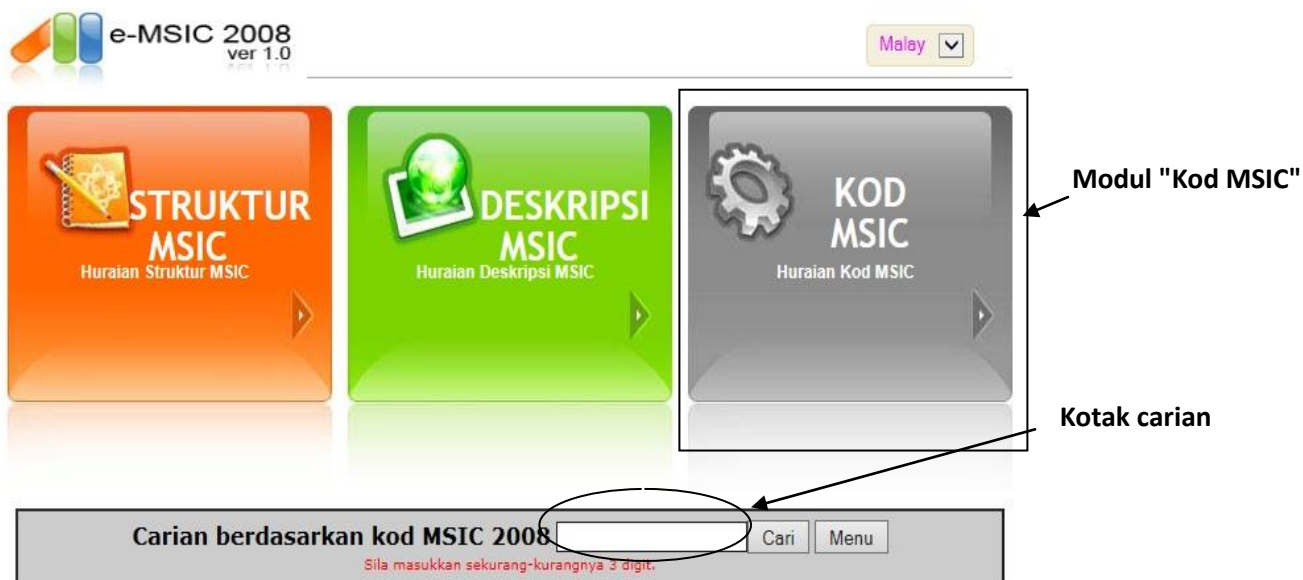 e-MSIC 2008
ver 1.0
Malay
STRUKTUR
MSIC
Huraian Struktur MSIC
DESKRIPSI
MSIC
Huraian Deskripsi MSIC
KOD
MSIC
Huraian Kod MSIC
Modul "Kod MSIC"
Kotak carian
Carian berdasarkan kod MSIC 2008 Cari Menu
Sila masukkan sekurang-kurangnya 3 digit.